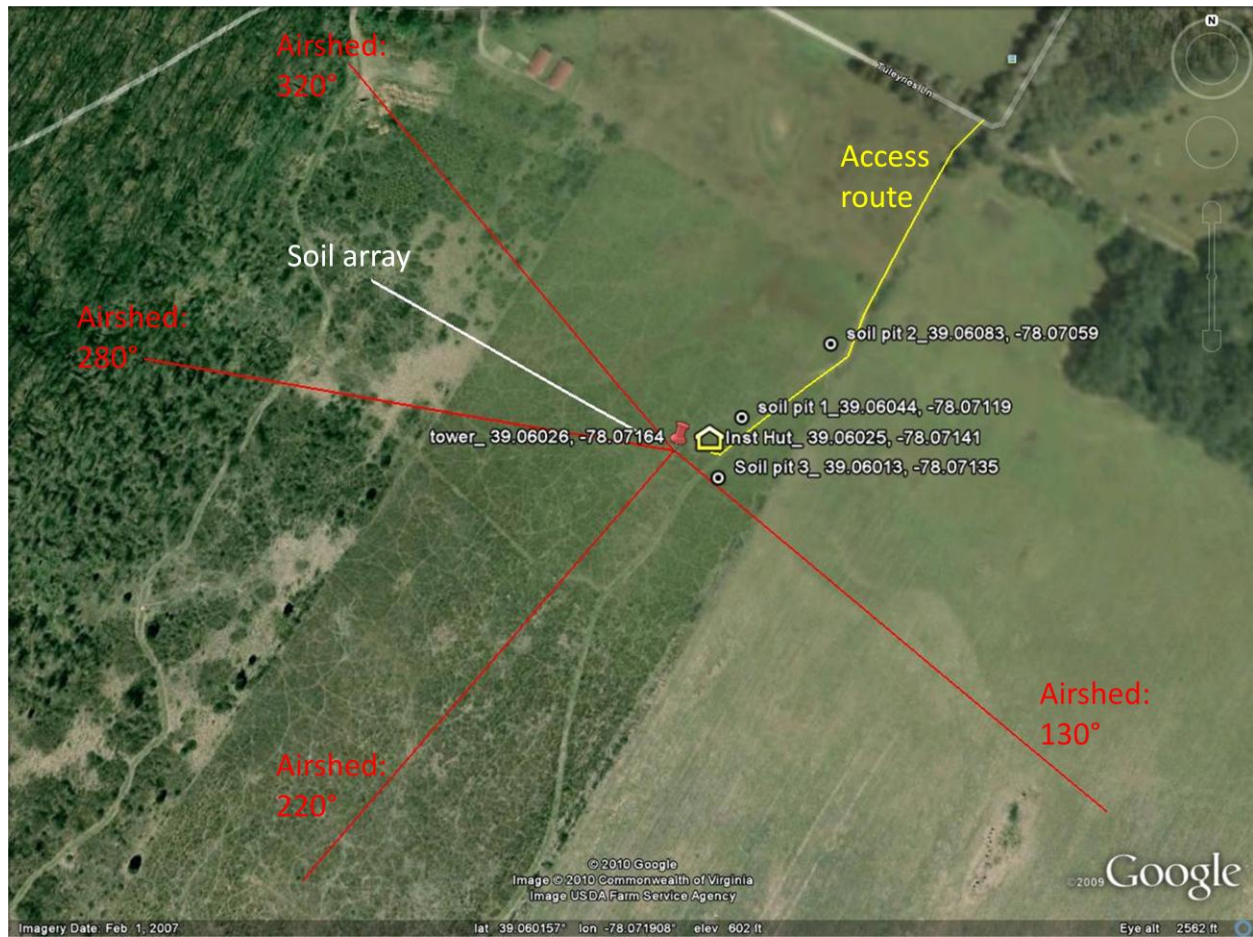 N
Airshed:
320°
Tuleyries Ln
Access
route
Soil array
Airshed:
280°
soil pit 2_39.06083, -78.07059
soil pit 1_39.06044, -78.07119
tower_ 39.06026, -78.07164
Inst Hut_ 39.06025, -78.07141
Soil pit 3_ 39.06013, -78.07135
Airshed:
130°
Airshed:
220°
© 2010 Google
Image © 2010 Commonwealth of Virginia
Image USDA Farm Service Agency
©2009 Google
Imagery Date: Feb 1, 2007
lat 39.060157° lon -78.071908° elev 602 ft
Eye alt 2562 ft